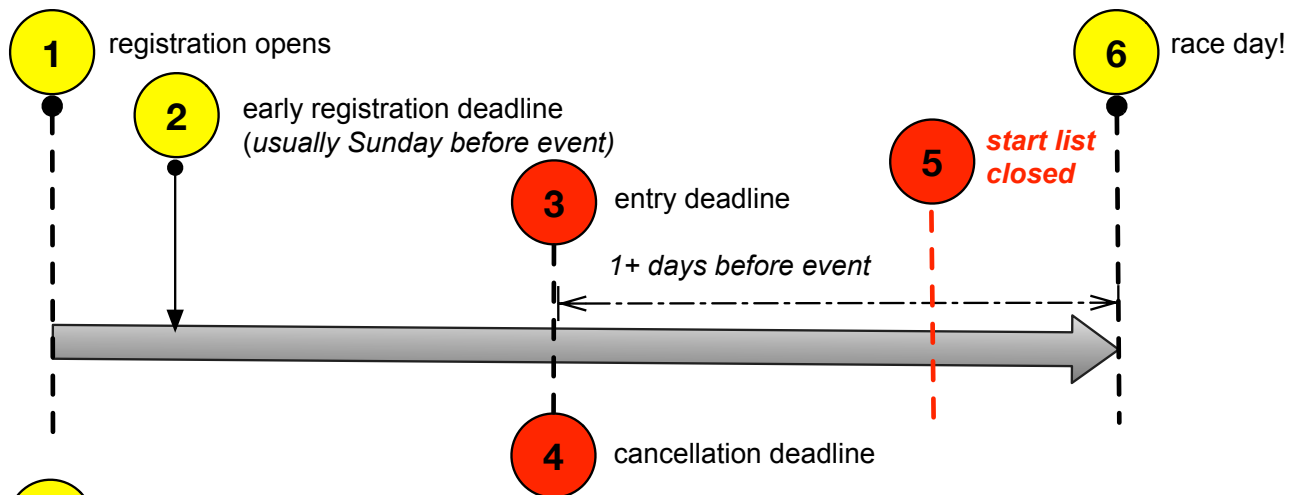 1
registration opens
6
race day!
2
early registration deadline
(usually Sunday before event)
5
start list
closed
3
entry deadline
1+ days before event
4
cancellation deadline